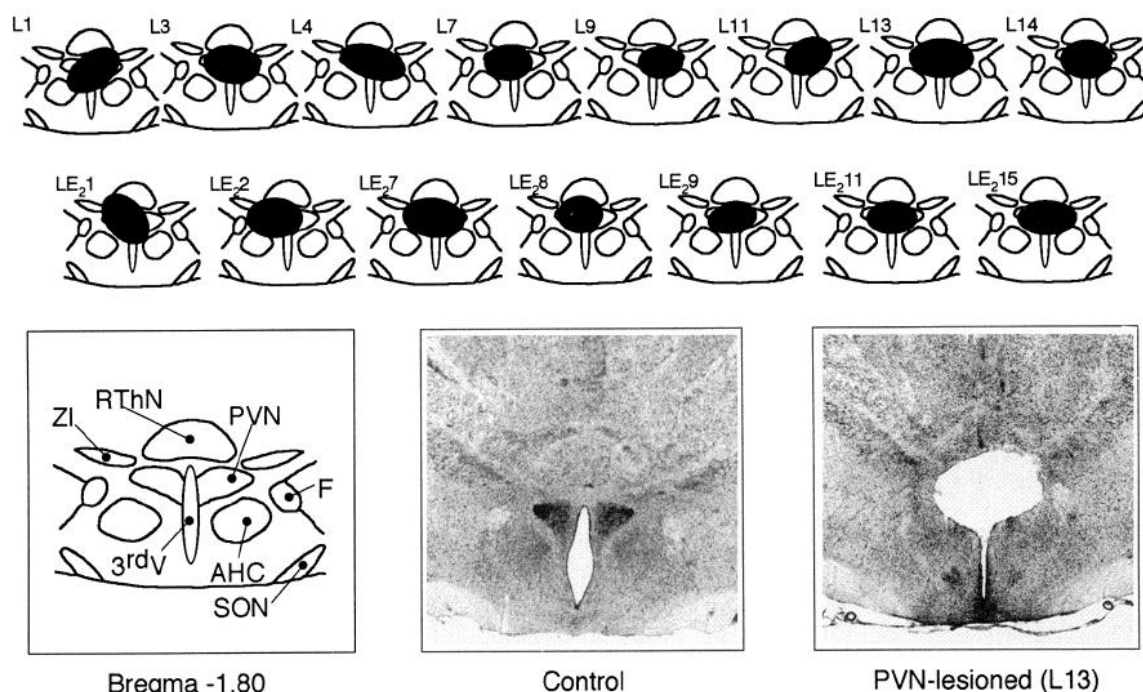 L1 L3 L4 L7 L9 L11 L13 L14
LE₂1 LE₂2 LE₂7 LE₂8 LE₂9 LE₂11 LE₂15
RThN
ZI
PVN
F
3rdV
AHC
SON
Bregma -1.80 Control PVN-lesioned (L13)